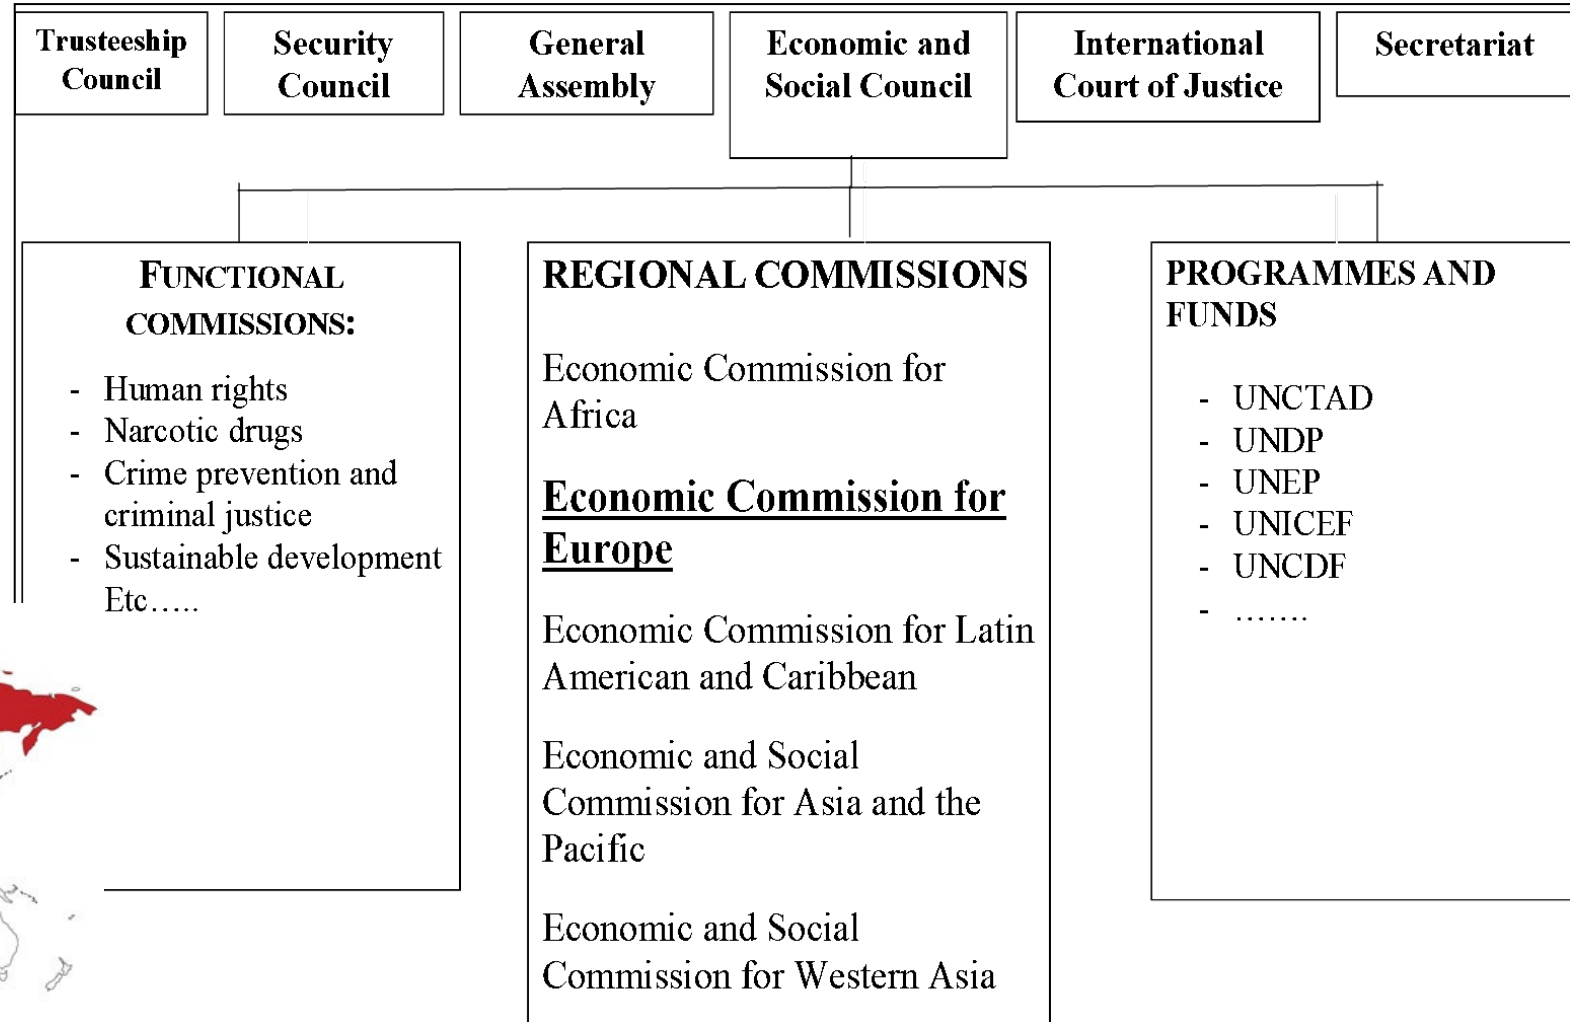 Trusteeship
Council
Security
Council
General
Assembly
Economic and
Social Council
International
Court of Justice
Secretariat
FUNCTIONAL
COMMISSIONS:
- Human rights
- Narcotic drugs
- Crime prevention and
criminal justice
- Sustainable development
Etc…..
REGIONAL COMMISSIONS
Economic Commission for
Africa
Economic Commission for
Europe
Economic Commission for Latin
American and Caribbean
Economic and Social
Commission for Asia and the
Pacific
Economic and Social
Commission for Western Asia
PROGRAMMES AND
FUNDS
- UNCTAD
- UNDP
- UNEP
- UNICEF
- UNCDF
- …….